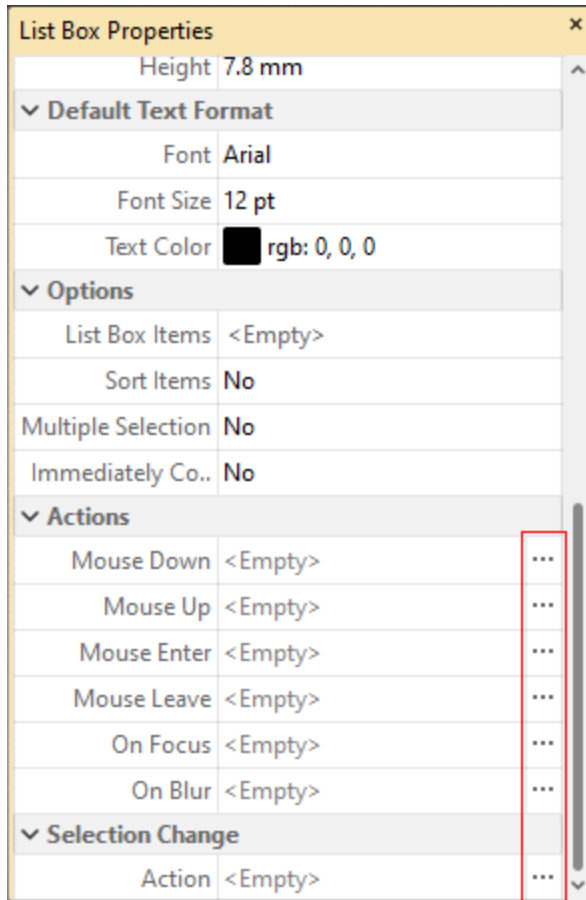 List Box Properties ×
Height 7.8 mm
Default Text Format
Font Arial
Font Size 12 pt
Text Color rgb: 0, 0, 0
Options
List Box Items <Empty>
Sort Items No
Multiple Selection No
Immediately Co.. No
Actions
Mouse Down <Empty> ...
Mouse Up <Empty> ...
Mouse Enter <Empty> ...
Mouse Leave <Empty> ...
On Focus <Empty> ...
On Blur <Empty> ...
Selection Change
Action <Empty> ...